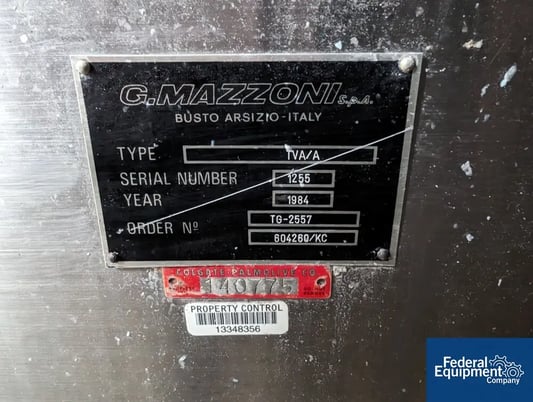 G.MAZZONI S.p.A.
BUSTO ARSIZIO - ITALY
TYPE TVA/A
SERIAL NUMBER 1255
YEAR 1984
ORDER Nº TG-2557
604260/KC
COLGATE PALMOLIVE CO
140775
PROPERTY CONTROL
13348356
Federal
Equipment
Company